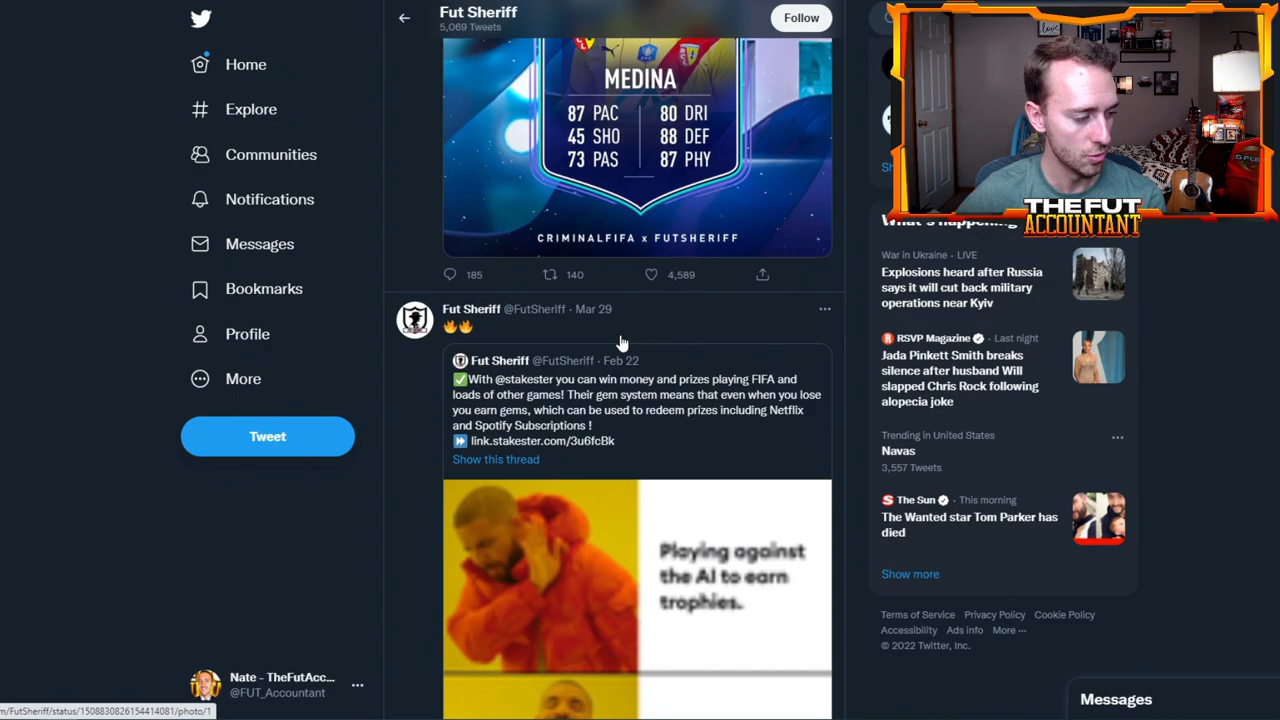 Home
Explore
Communities
Notifications
Messages
Bookmarks
Profile
More
Tweet
Nate - TheFutAcc...
@FUT_Accountant
m/FutSheriff/status/1508830826154414081/photo/1
Fut Sheriff
5,069 Tweets
Follow
MEDINA
87 PAC 80 DRI
45 SHO 88 DEF
73 PAS 87 PHY
CRIMINALFIFA x FUTSHERIFF
185 140 4,589
Fut Sheriff @FutSheriff · Mar 29
🔥🔥
Fut Sheriff @FutSheriff · Feb 22
✅With @stakester you can win money and prizes playing FIFA and
loads of other games! Their gem system means that even when you lose
you earn gems, which can be used to redeem prizes including Netflix
and Spotify Subscriptions !
⏩ link.stakester.com/3u6fcBk
Show this thread
Playing against
the AI to earn
trophies.
THE FUT
ACCOUNTANT
What's happening
War in Ukraine · LIVE
Explosions heard after Russia
says it will cut back military
operations near Kyiv
RSVP Magazine · Last night
Jada Pinkett Smith breaks
silence after husband Will
slapped Chris Rock following
alopecia joke
Trending in United States
Navas
3,557 Tweets
The Sun · This morning
The Wanted star Tom Parker has
died
Show more
Terms of Service Privacy Policy Cookie Policy
Accessibility Ads info More ···
© 2022 Twitter, Inc.
Messages